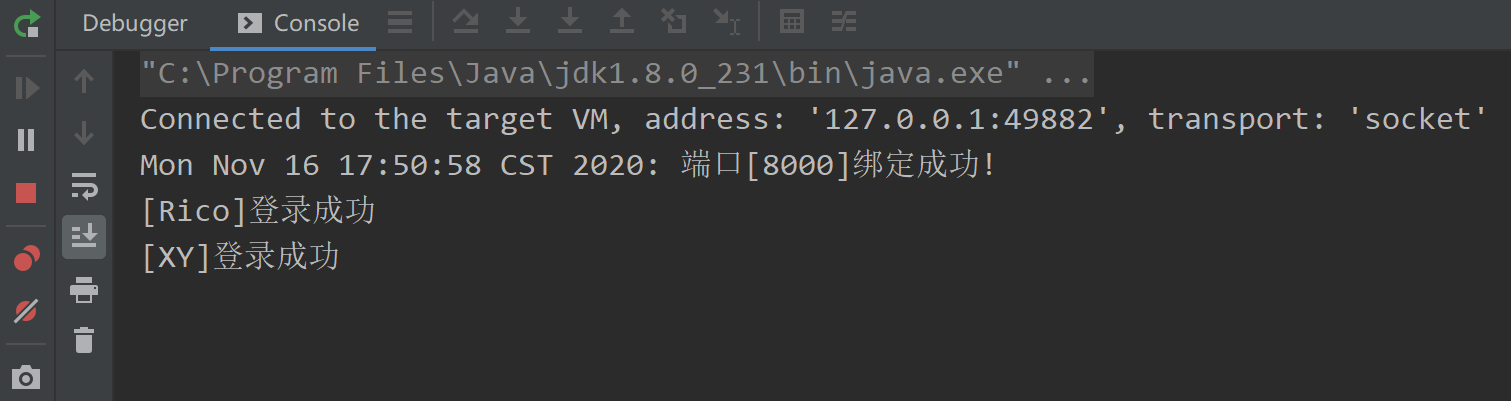 Debugger Console
"C:\Program Files\Java\jdk1.8.0_231\bin\java.exe" ...
Connected to the target VM, address: '127.0.0.1:49882', transport: 'socket'
Mon Nov 16 17:50:58 CST 2020: 端口[8000]绑定成功!
[Rico]登录成功
[XY]登录成功